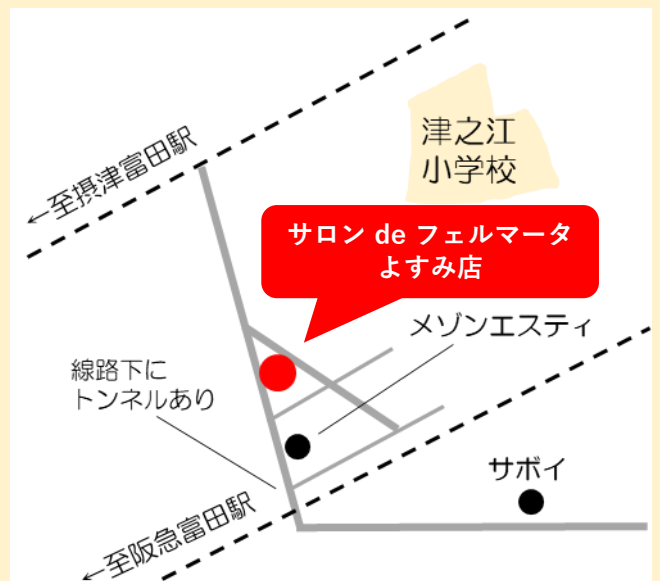 ←至摂津富田駅
津之江
小学校
サロン de フェルマータ
よすみ店
メゾンエスティ
線路下に
トンネルあり
サボイ
←至阪急富田駅